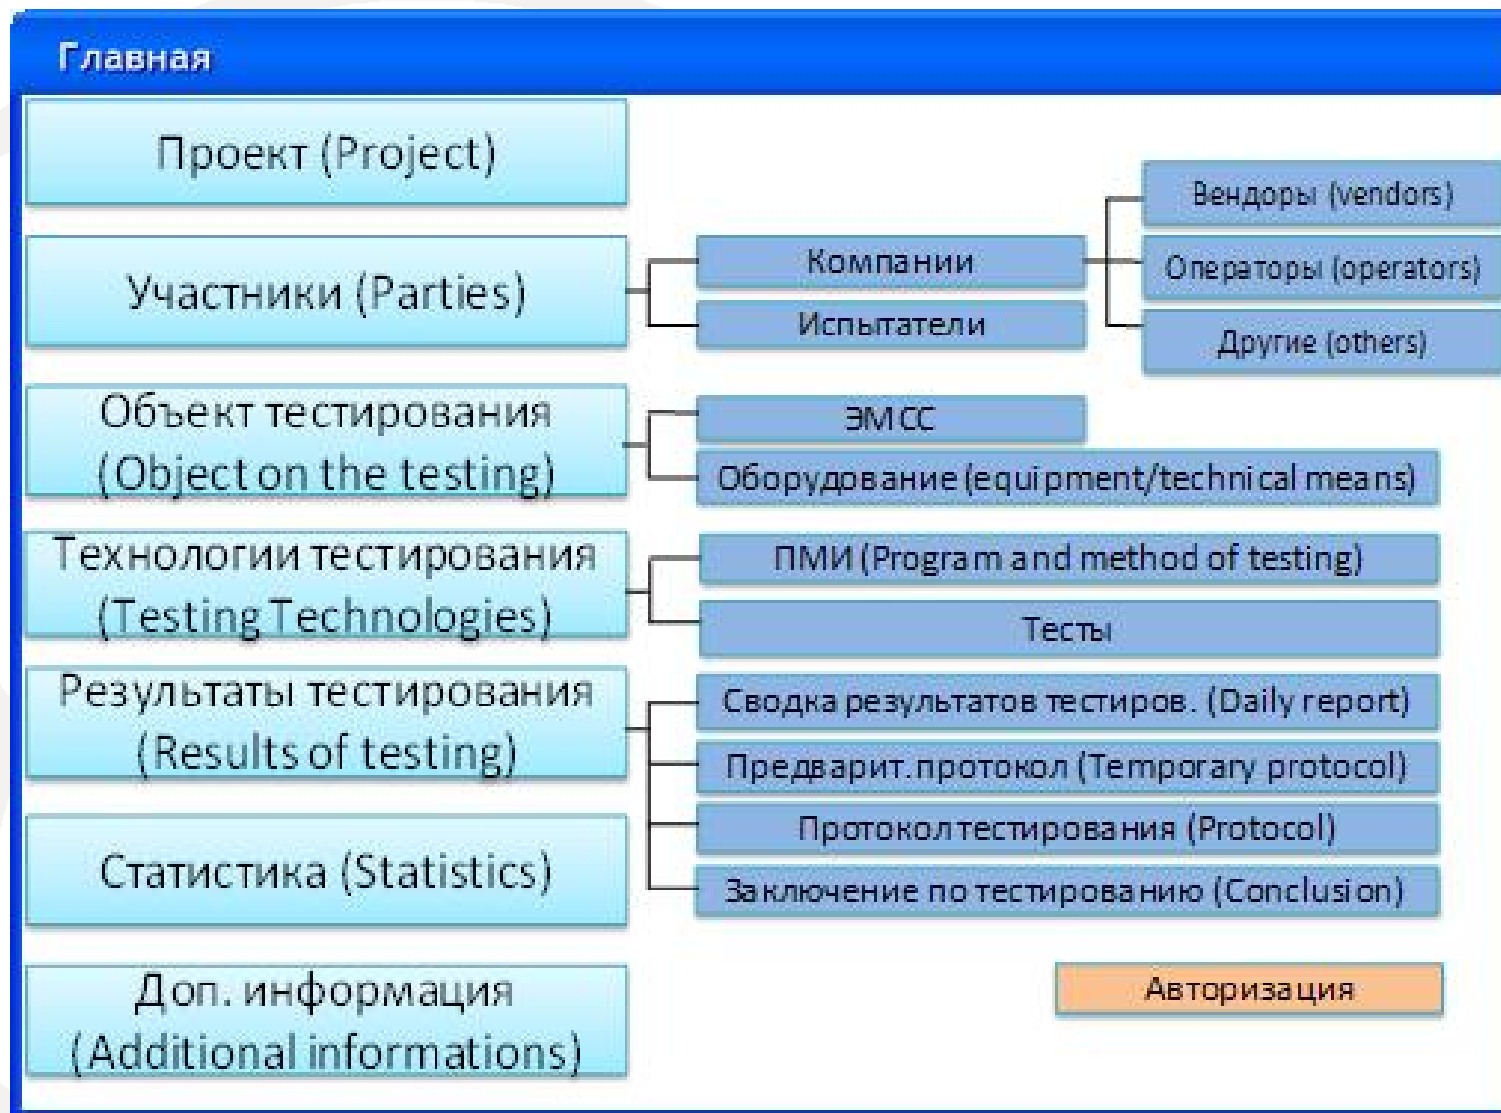 Главная
Проект (Project)
Участники (Parties)
Компании
Испытатели
Вендоры (vendors)
Операторы (operators)
Другие (others)
Объект тестирования
(Object on the testing)
ЭМСС
Оборудование (equipment/technical means)
Технологии тестирования
(Testing Technologies)
ПМИ (Program and method of testing)
Тесты
Результаты тестирования
(Results of testing)
Сводка результатов тестиров. (Daily report)
Предварит. протокол (Temporary protocol)
Протокол тестирования (Protocol)
Заключение по тестированию (Conclusion)
Статистика (Statistics)
Доп. информация
(Additional informations)
Авторизация